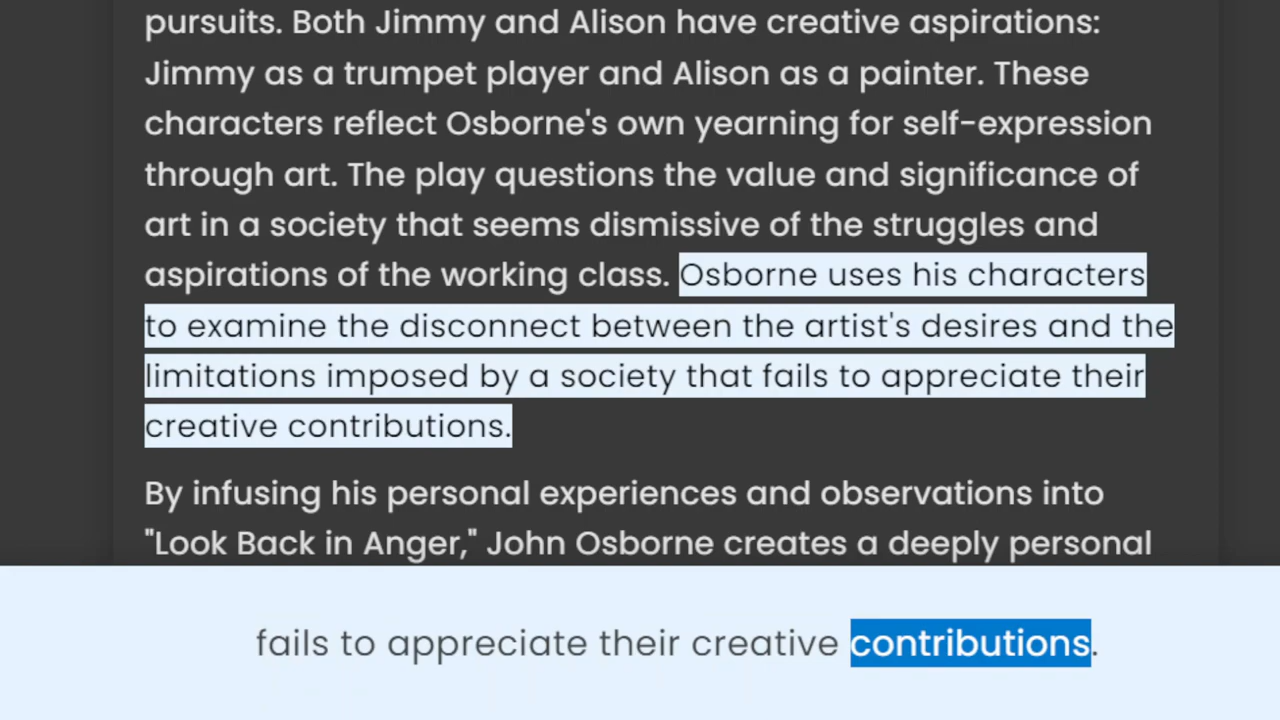 pursuits. Both Jimmy and Alison have creative aspirations:
Jimmy as a trumpet player and Alison as a painter. These
characters reflect Osborne's own yearning for self-expression
through art. The play questions the value and significance of
art in a society that seems dismissive of the struggles and
aspirations of the working class. Osborne uses his characters
to examine the disconnect between the artist's desires and the
limitations imposed by a society that fails to appreciate their
creative contributions.
By infusing his personal experiences and observations into
"Look Back in Anger," John Osborne creates a deeply personal
fails to appreciate their creative contributions.